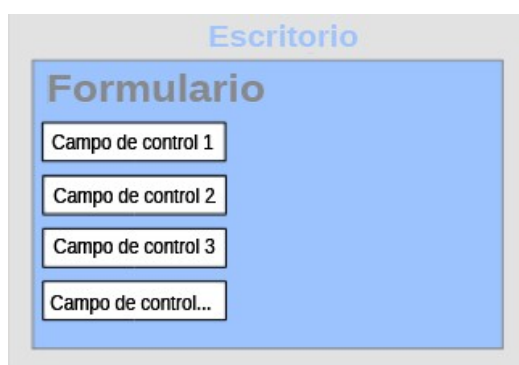 Escritorio
Formulario
Campo de control 1
Campo de control 2
Campo de control 3
Campo de control...